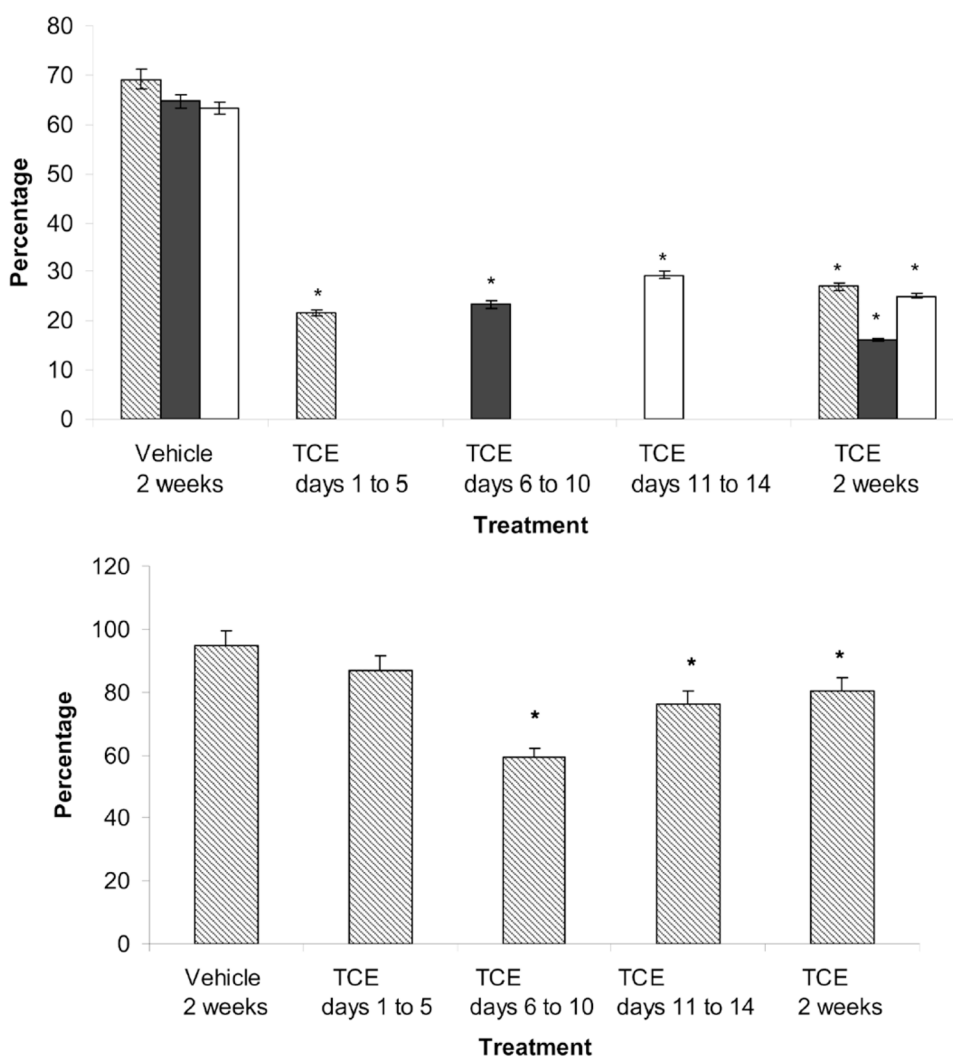 80
70
60
50
40
30
20
10
0
Percentage
*
*
*
*
*
*
Vehicle
2 weeks
TCE
days 1 to 5
TCE
days 6 to 10
TCE
days 11 to 14
TCE
2 weeks
Treatment
120
100
80
60
40
20
0
Percentage
*
*
*
Vehicle
2 weeks
TCE
days 1 to 5
TCE
days 6 to 10
TCE
days 11 to 14
TCE
2 weeks
Treatment